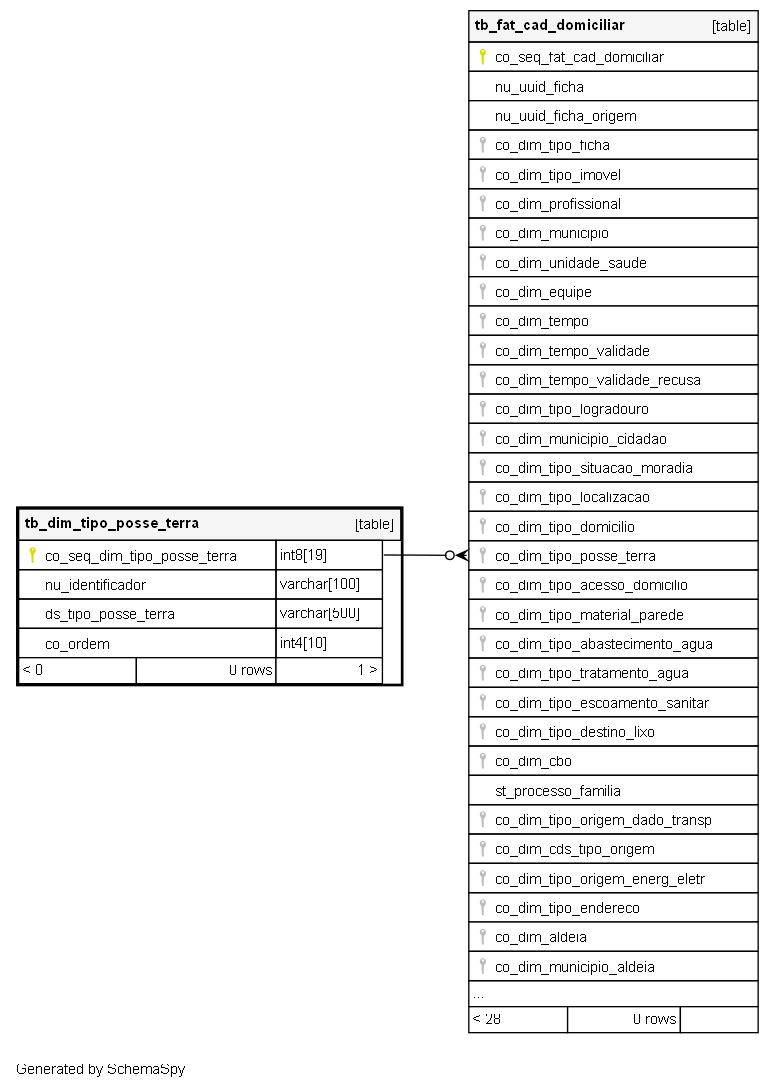 tb_fat_cad_domiciliar [table]
co_seq_fat_cad_domiciliar
nu_uuid_ficha
nu_uuid_ficha_origem
co_dim_tipo_ficha
co_dim_tipo_imovel
co_dim_profissional
co_dim_municipio
co_dim_unidade_saude
co_dim_equipe
co_dim_tempo
co_dim_tempo_validade
co_dim_tempo_validade_recusa
co_dim_tipo_logradouro
co_dim_municipio_cidadao
co_dim_tipo_situacao_moradia
co_dim_tipo_localizacao
co_dim_tipo_domicilio
co_dim_tipo_posse_terra
co_dim_tipo_acesso_domicilio
co_dim_tipo_material_parede
co_dim_tipo_abastecimento_agua
co_dim_tipo_tratamento_agua
co_dim_tipo_escoamento_sanitar
co_dim_tipo_destino_lixo
co_dim_cbo
st_processo_familia
co_dim_tipo_origem_dado_transp
co_dim_cds_tipo_origem
co_dim_tipo_origem_energ_eletr
co_dim_tipo_endereco
co_dim_aldeia
co_dim_municipio_aldeia
...
< 28 0 rows
tb_dim_tipo_posse_terra [table]
co_seq_dim_tipo_posse_terra int8[19]
nu_identificador varchar[100]
ds_tipo_posse_terra varchar[500]
co_ordem int4[10]
< 0 0 rows 1 >
Generated by SchemaSpy